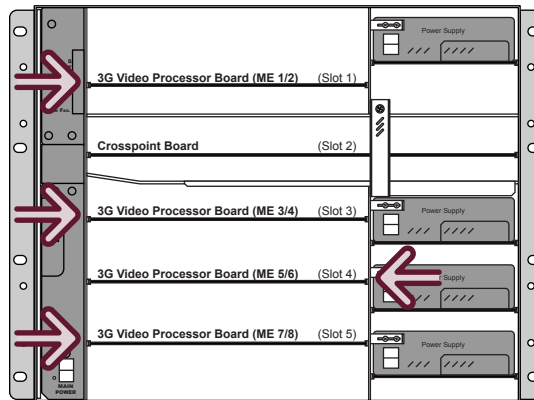 Power Supply
3G Video Processor Board (ME 1/2) (Slot 1)
Crosspoint Board (Slot 2)
3G Video Processor Board (ME 3/4) (Slot 3)
Power Supply
3G Video Processor Board (ME 5/6) (Slot 4)
Supply
3G Video Processor Board (ME 7/8) (Slot 5)
Power Supply
MAIN
POWER